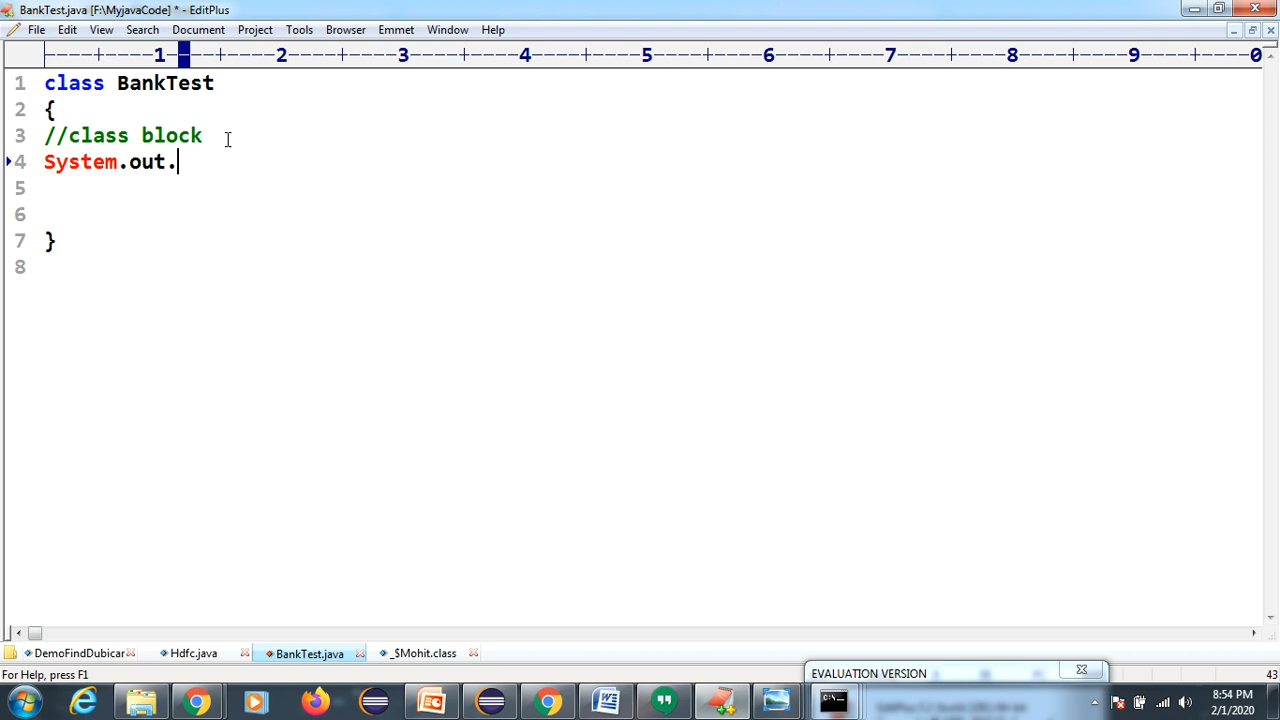 BankTest.java [F:\MyjavaCode] * - EditPlus
File Edit View Search Document Project Tools Browser Emmet Window Help
----+----1----+----2----+----3----+----4----+----5----+----6----+----7----+----8----+----9----+----0
1 class BankTest
2 {
3 //class block
4 System.out.
5
6
7 }
8
DemoFindDubicar Hdfc.java BankTest.java _$Mohit.class
For Help, press F1
EVALUATION VERSION
43
8:54 PM
2/1/2020